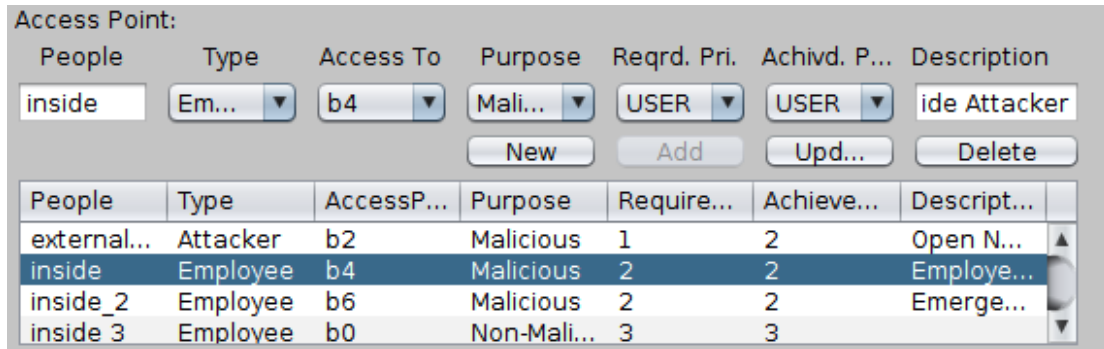 Access Point:
People Type Access To Purpose Reqrd. Pri. Achivd. P... Description
inside Em... b4 Mali... USER USER ide Attacker
New Add Upd... Delete
People Type AccessP... Purpose Require... Achieve... Descript...
external... Attacker b2 Malicious 1 2 Open N...
inside Employee b4 Malicious 2 2 Employe...
inside_2 Employee b6 Malicious 2 2 Emerge...
inside 3 Employee b0 Non-Mali... 3 3